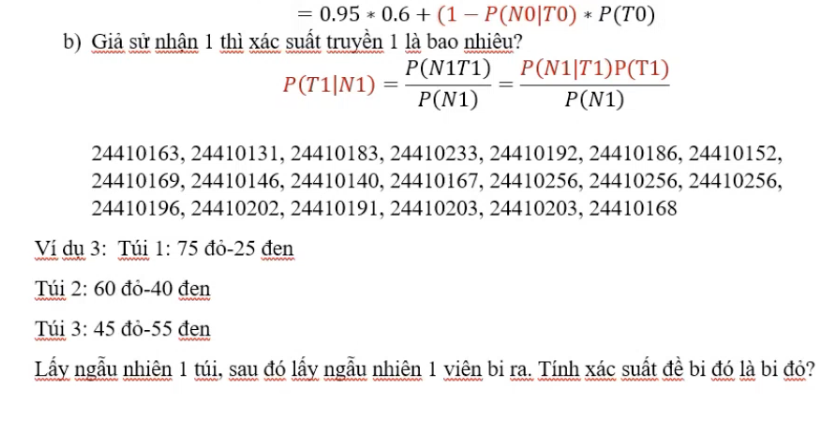 = 0.95 * 0.6 + (1 − P(N0|T0) * P(T0)
b) Giả sử nhận 1 thì xác suất truyền 1 là bao nhiêu?
P(T1|N1) = P(N1T1) / P(N1) = P(N1|T1)P(T1) / P(N1)
24410163, 24410131, 24410183, 24410233, 24410192, 24410186, 24410152,
24410169, 24410146, 24410140, 24410167, 24410256, 24410256, 24410256,
24410196, 24410202, 24410191, 24410203, 24410203, 24410168
Ví dụ 3: Túi 1: 75 đỏ-25 đen
Túi 2: 60 đỏ-40 đen
Túi 3: 45 đỏ-55 đen
Lấy ngẫu nhiên 1 túi, sau đó lấy ngẫu nhiên 1 viên bi ra. Tính xác suất đề bi đó là bi đỏ?